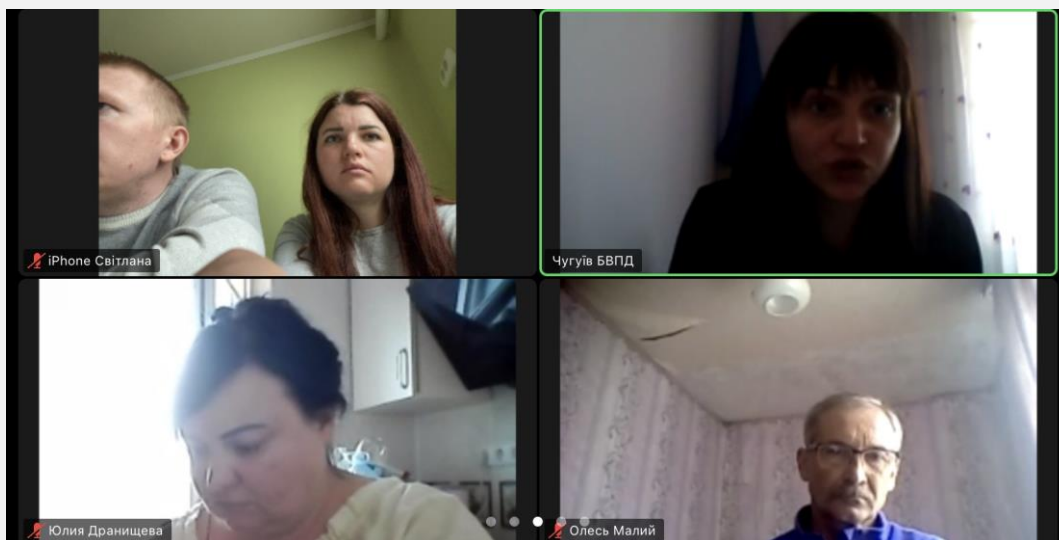 iPhone Світлана
Чугуїв БВПД
Юлия Дранищева
Олесь Малий